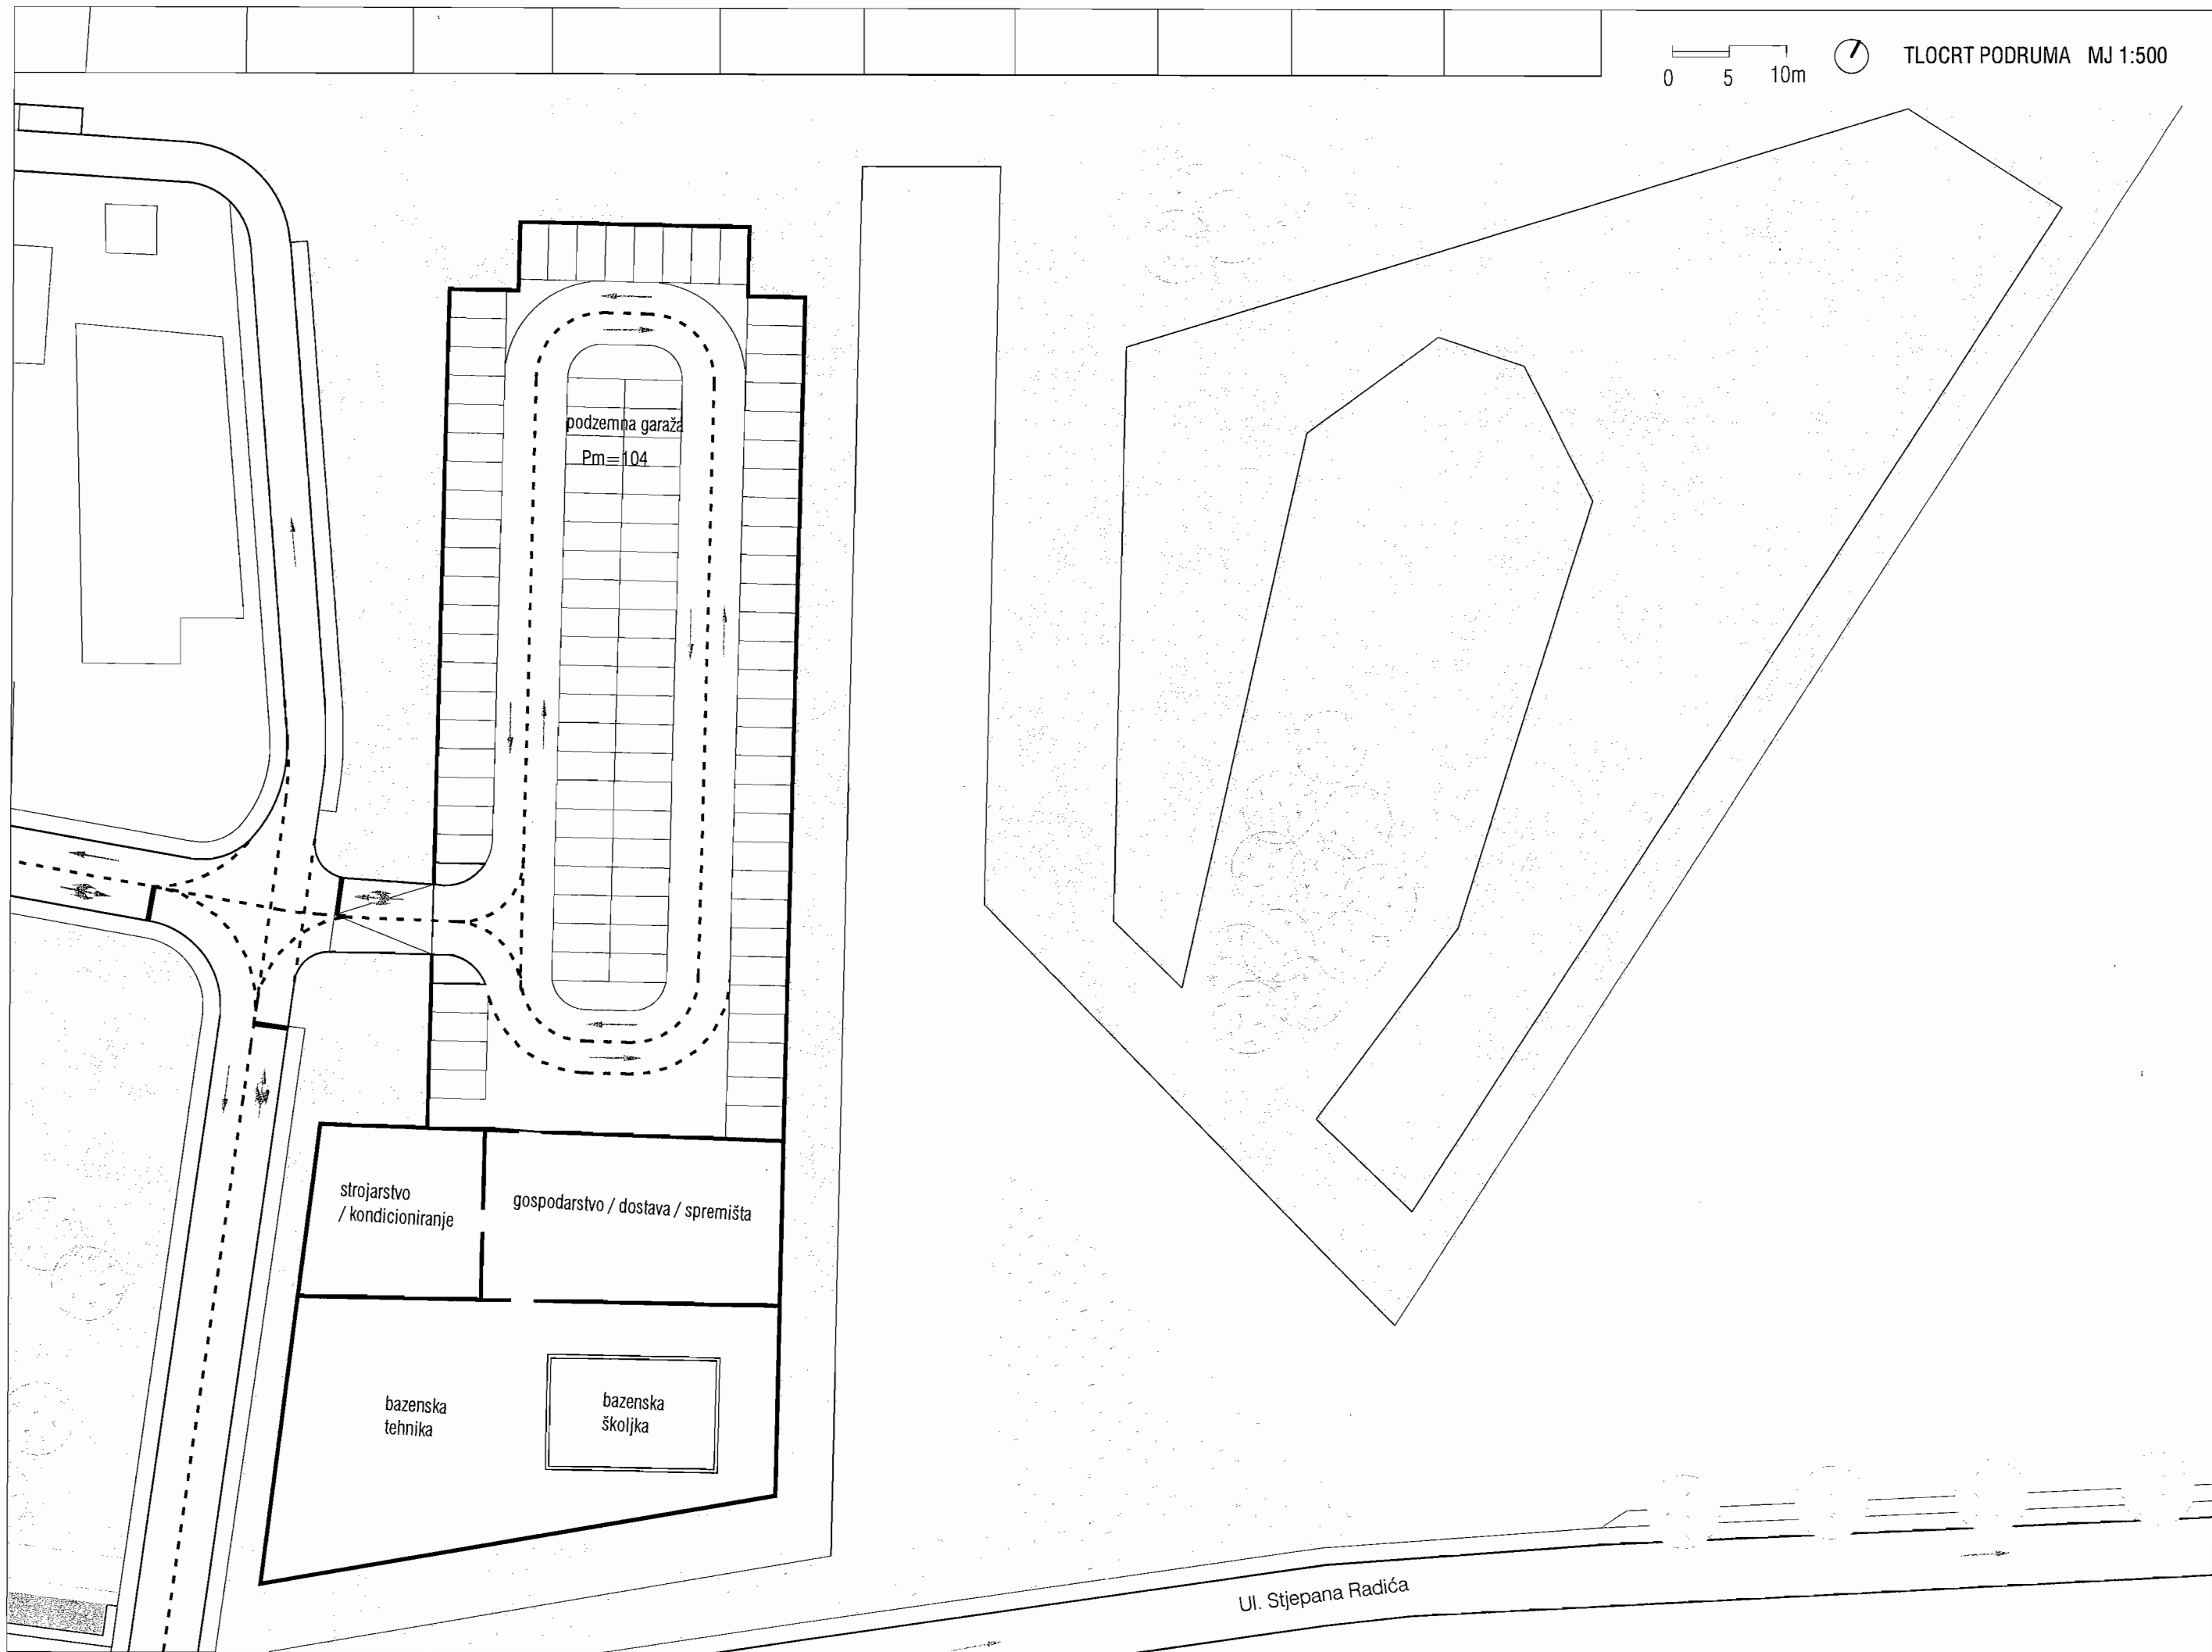 TLOCRT PODRUMA MJ 1:500
0 5 10m
podzemna garaža
Pm=104
strojarstvo
/ kondicioniranje
gospodarstvo / dostava / spremišta
bazenska
tehnika
bazenska
školjka
Ul. Stjepana Radića